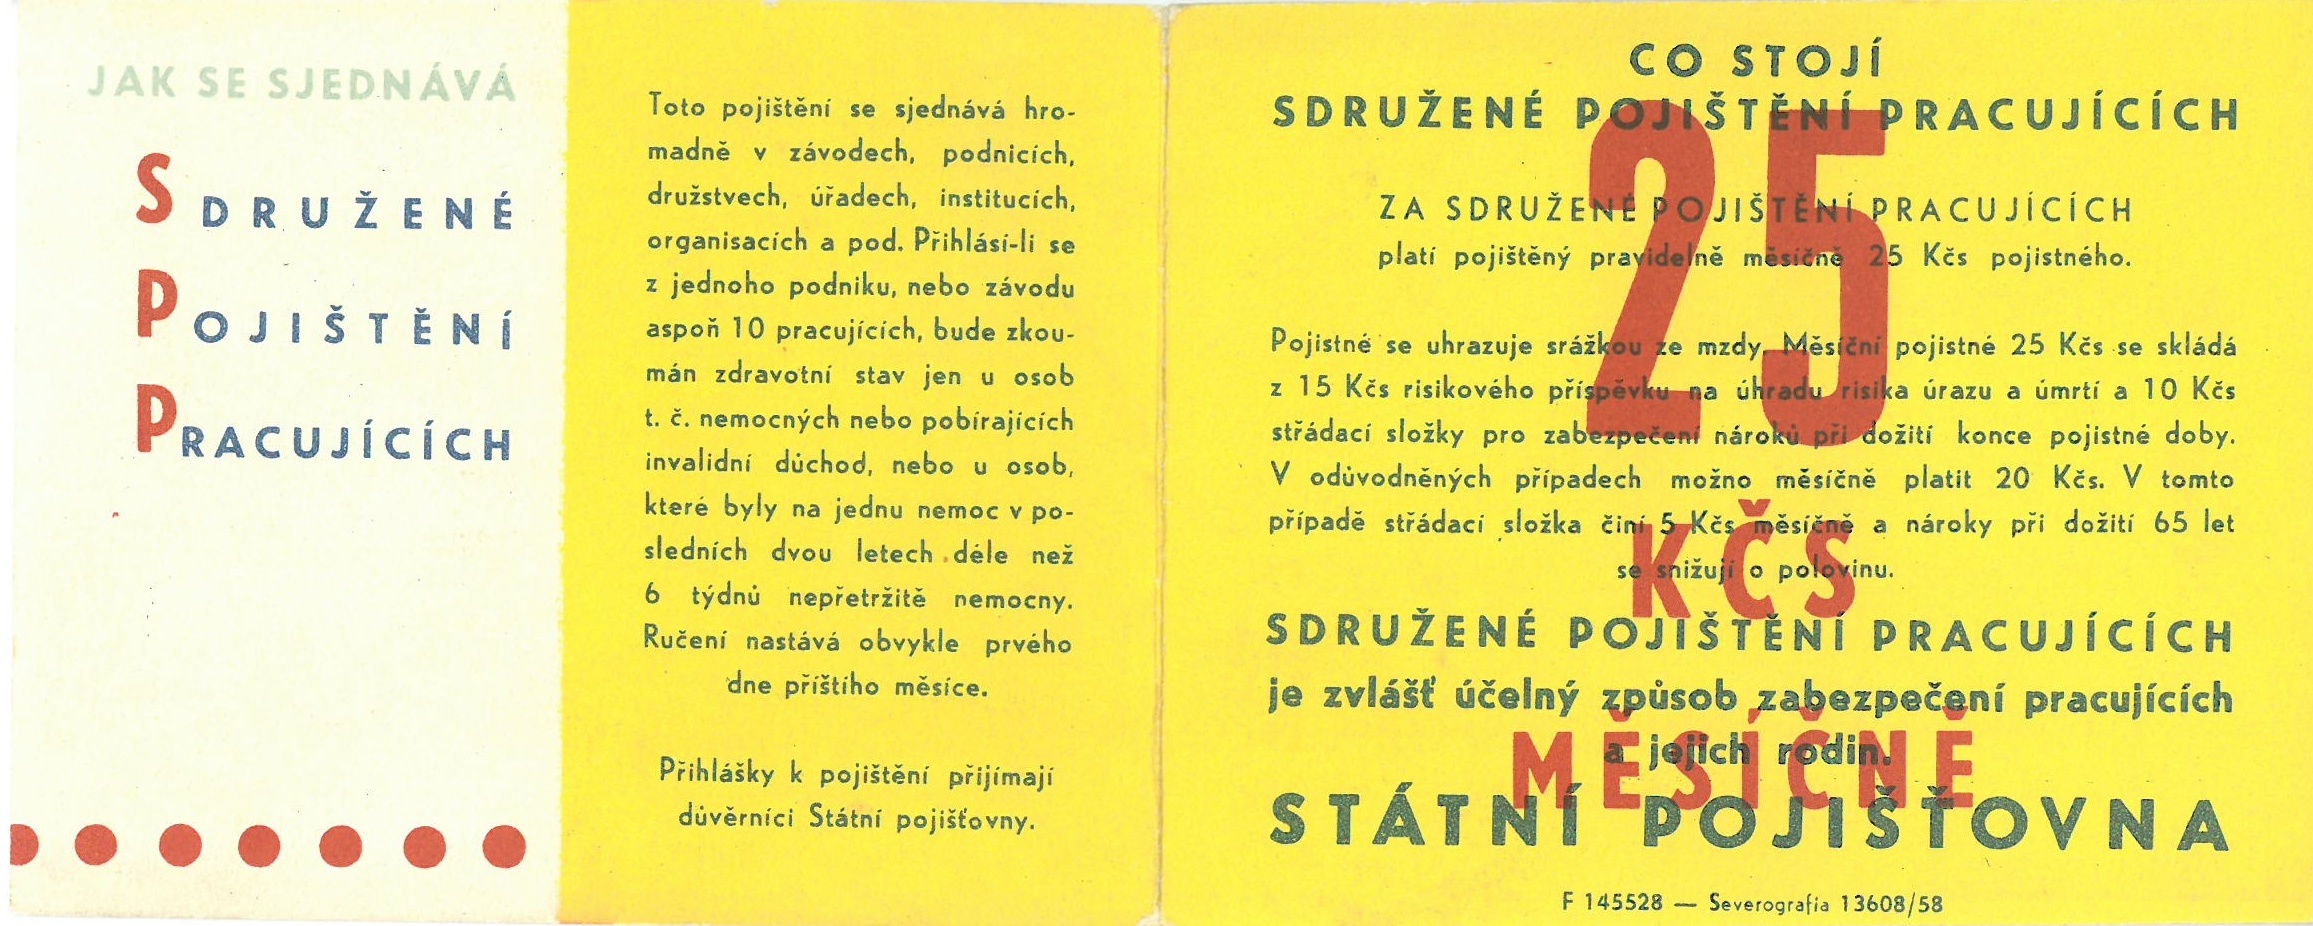 JAK SE SJEDNÁVÁ
SDRUŽENÉ
POJIŠTĚNÍ
PRACUJÍCÍCH
Toto pojištění se sjednává hro-
madně v závodech, podnicích,
družstvech, úřadech, institucích,
organisacích a pod. Přihlásí-li se
z jednoho podniku, nebo závodu
aspoň 10 pracujících, bude zkou-
mán zdravotní stav jen u osob
t. č. nemocných nebo pobírajících
invalidní důchod, nebo u osob,
které byly na jednu nemoc v po-
sledních dvou letech déle než
6 týdnů nepřetržitě nemocny.
Ručení nastává obvykle prvého
dne příštího měsíce.
Přihlášky k pojištění přijímají
důvěrníci Státní pojišťovny.
CO STOJÍ
SDRUŽENÉ POJIŠTĚNÍ PRACUJÍCÍCH
ZA SDRUŽENÉ POJIŠTĚNÍ PRACUJÍCÍCH
platí pojištěný pravidelně měsíčně 25 Kčs pojistného.
25
Pojistné se uhrazuje srážkou ze mzdy. Měsíční pojistné 25 Kčs se skládá
z 15 Kčs risikového příspěvku na úhradu risika úrazu a úmrtí a 10 Kčs
střádací složky pro zabezpečení nároků při dožití konce pojistné doby.
V odůvodněných případech možno měsíčně platit 20 Kčs. V tomto
případě střádací složka činí 5 Kčs měsíčně a nároky při dožití 65 let
se snižují o polovinu.
KČS
SDRUŽENÉ POJIŠTĚNÍ PRACUJÍCÍCH
je zvlášť účelný způsob zabezpečení pracujících
a jejich rodin.
MĚSÍČNĚ
STÁTNÍ POJIŠŤOVNA
F 145528 — Severografia 13608/58